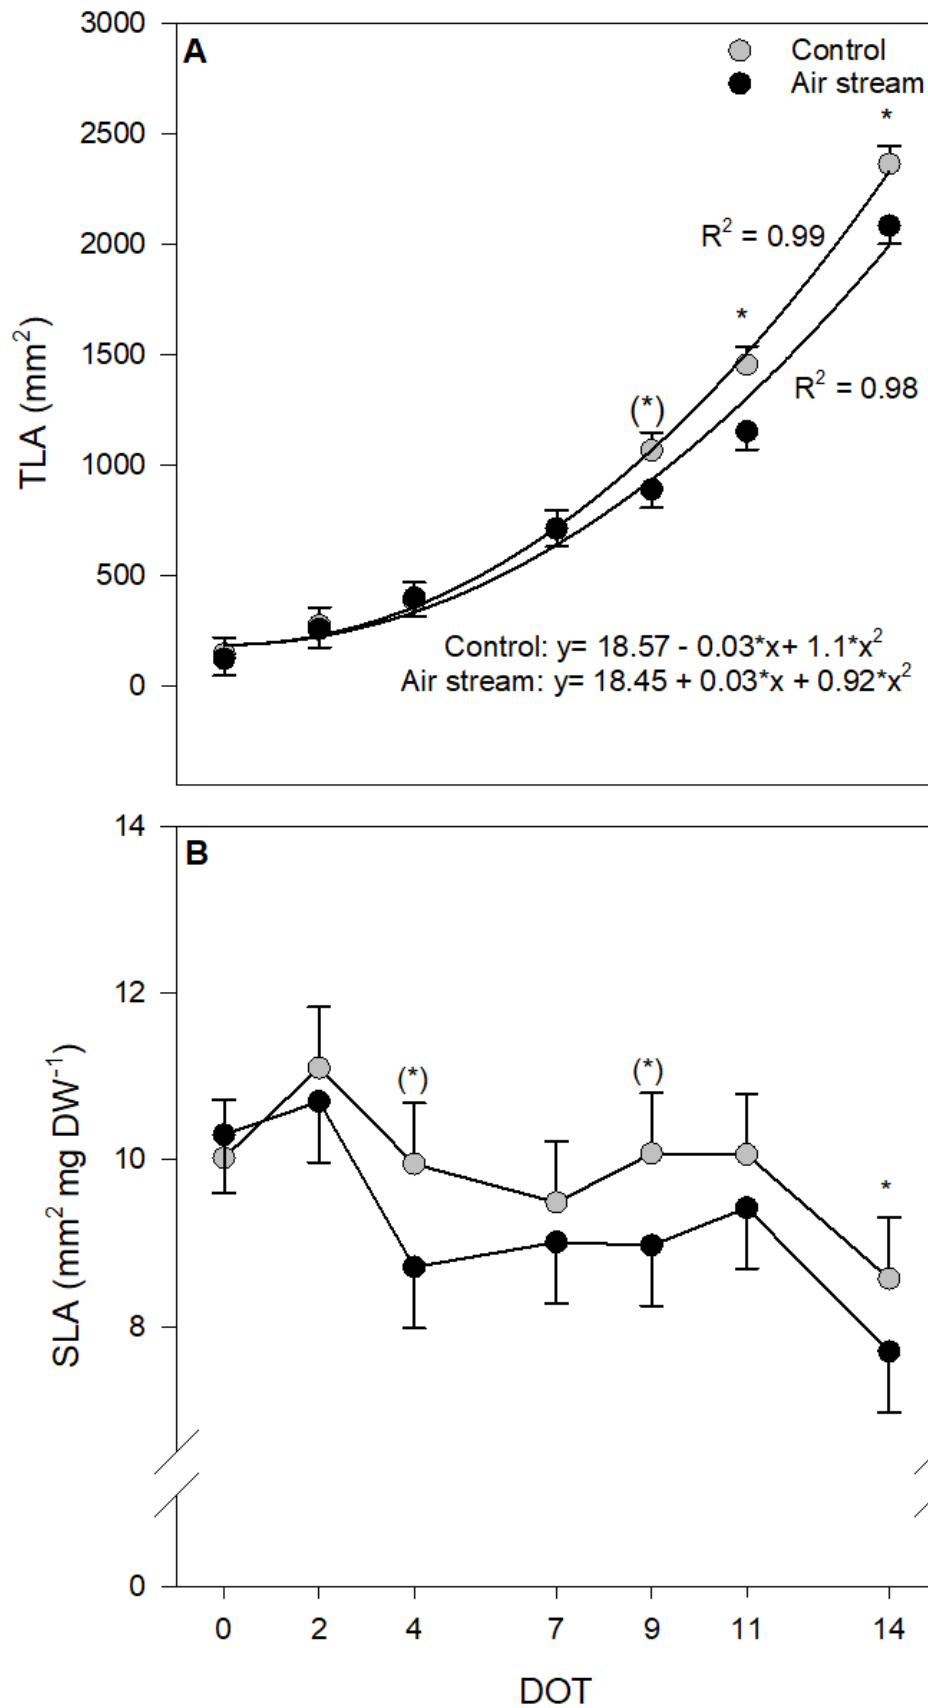 3000
A
Control
Air stream
*
2500
R² = 0.99
2000
*
TLA (mm²)
1500
R² = 0.98
(*)
1000
500
Control: y= 18.57 - 0.03*x+ 1.1*x²
Air stream: y= 18.45 + 0.03*x + 0.92*x²
0
14
B
12
(*)
(*)
SLA (mm² mg DW⁻¹)
10
*
8
0
0 2 4 7 9 11 14
DOT